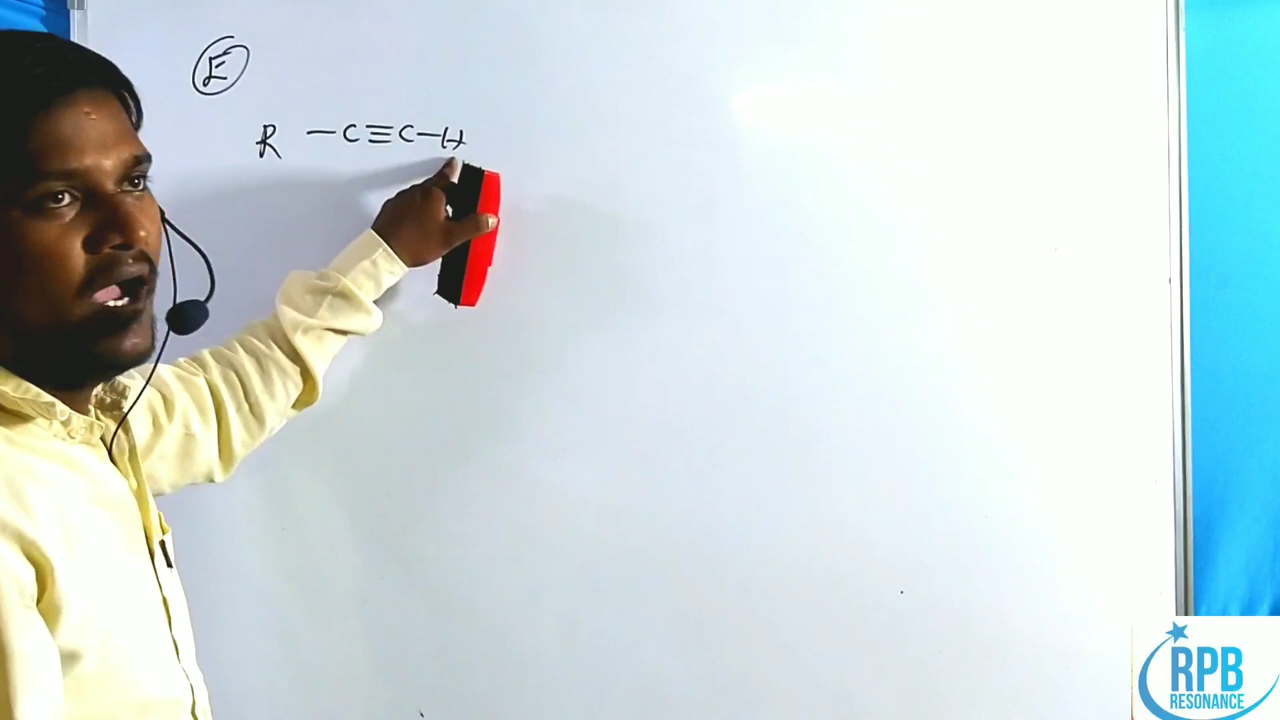 E
R – C ≡ C – H
RPB
RESONANCE